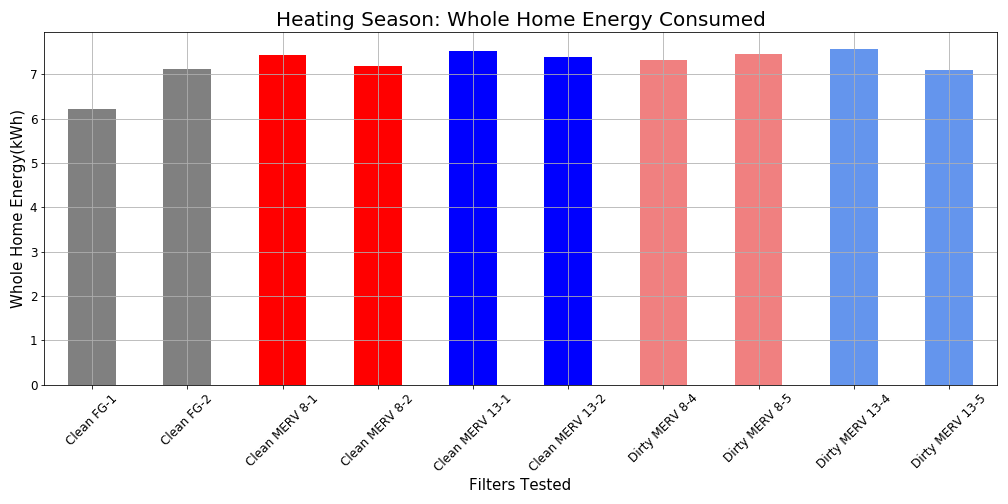 Heating Season: Whole Home Energy Consumed
Whole Home Energy(kWh)
7
6
5
4
3
2
1
0
Clean FG-1
Clean FG-2
Clean MERV 8-1
Clean MERV 8-2
Clean MERV 13-1
Clean MERV 13-2
Dirty MERV 8-4
Dirty MERV 8-5
Dirty MERV 13-4
Dirty MERV 13-5
Filters Tested